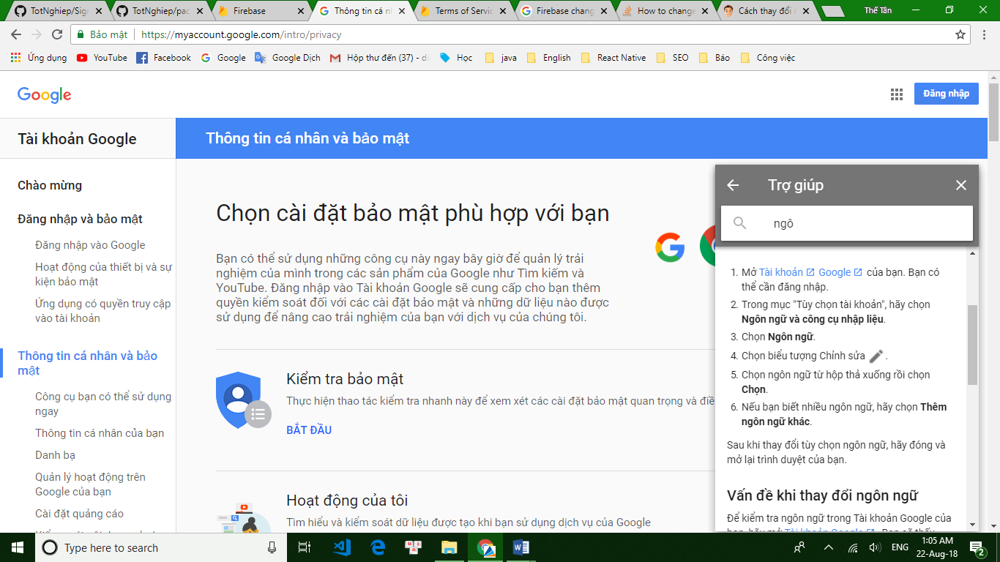 TotNghiep/Sign
TotNghiep/pac
Firebase
Thông tin cá nh
Terms of Servic
Firebase chang
How to change
Cách thay đổi n
Thế Tân
Bảo mật
https://myaccount.google.com/intro/privacy
Ứng dụng
YouTube
Facebook
Google
Google Dịch
Hộp thư đến (37) - di
Học
java
English
React Native
SEO
Báo
Công việc
Google
Đăng nhập
Tài khoản Google
Thông tin cá nhân và bảo mật
Chào mừng
Đăng nhập và bảo mật
Đăng nhập vào Google
Hoạt động của thiết bị và sự
kiện bảo mật
Ứng dụng có quyền truy cập
vào tài khoản
Thông tin cá nhân và bảo
mật
Công cụ bạn có thể sử dụng
ngay
Thông tin cá nhân của bạn
Danh bạ
Quản lý hoạt động trên
Google của bạn
Cài đặt quảng cáo
Chọn cài đặt bảo mật phù hợp với bạn
Bạn có thể sử dụng những công cụ này ngay bây giờ để quản lý trải
nghiệm của mình trong các sản phẩm của Google như Tìm kiếm và
YouTube. Đăng nhập vào Tài khoản Google sẽ cung cấp cho bạn thêm
quyền kiểm soát đối với các cài đặt bảo mật và những dữ liệu nào được
sử dụng để nâng cao trải nghiệm của bạn với dịch vụ của chúng tôi.
Kiểm tra bảo mật
Thực hiện thao tác kiểm tra nhanh này để xem xét các cài đặt bảo mật quan trọng và điề
BẮT ĐẦU
Hoạt động của tôi
Tìm hiểu và kiểm soát dữ liệu được tạo khi bạn sử dụng dịch vụ của Google
Trợ giúp
ngô
1. Mở Tài khoản Google của bạn. Bạn có
thể cần đăng nhập.
2. Trong mục "Tùy chọn tài khoản", hãy chọn
Ngôn ngữ và công cụ nhập liệu.
3. Chọn Ngôn ngữ.
4. Chọn biểu tượng Chỉnh sửa .
5. Chọn ngôn ngữ từ hộp thả xuống rồi chọn
Chọn.
6. Nếu bạn biết nhiều ngôn ngữ, hãy chọn Thêm
ngôn ngữ khác.
Sau khi thay đổi tùy chọn ngôn ngữ, hãy đóng và
mở lại trình duyệt của bạn.
Vấn đề khi thay đổi ngôn ngữ
Để kiểm tra ngôn ngữ trong Tài khoản Google của
bạn, hãy mở Tài khoản Google . Bạn sẽ thấy
Type here to search
ENG
1:05 AM
22-Aug-18
2